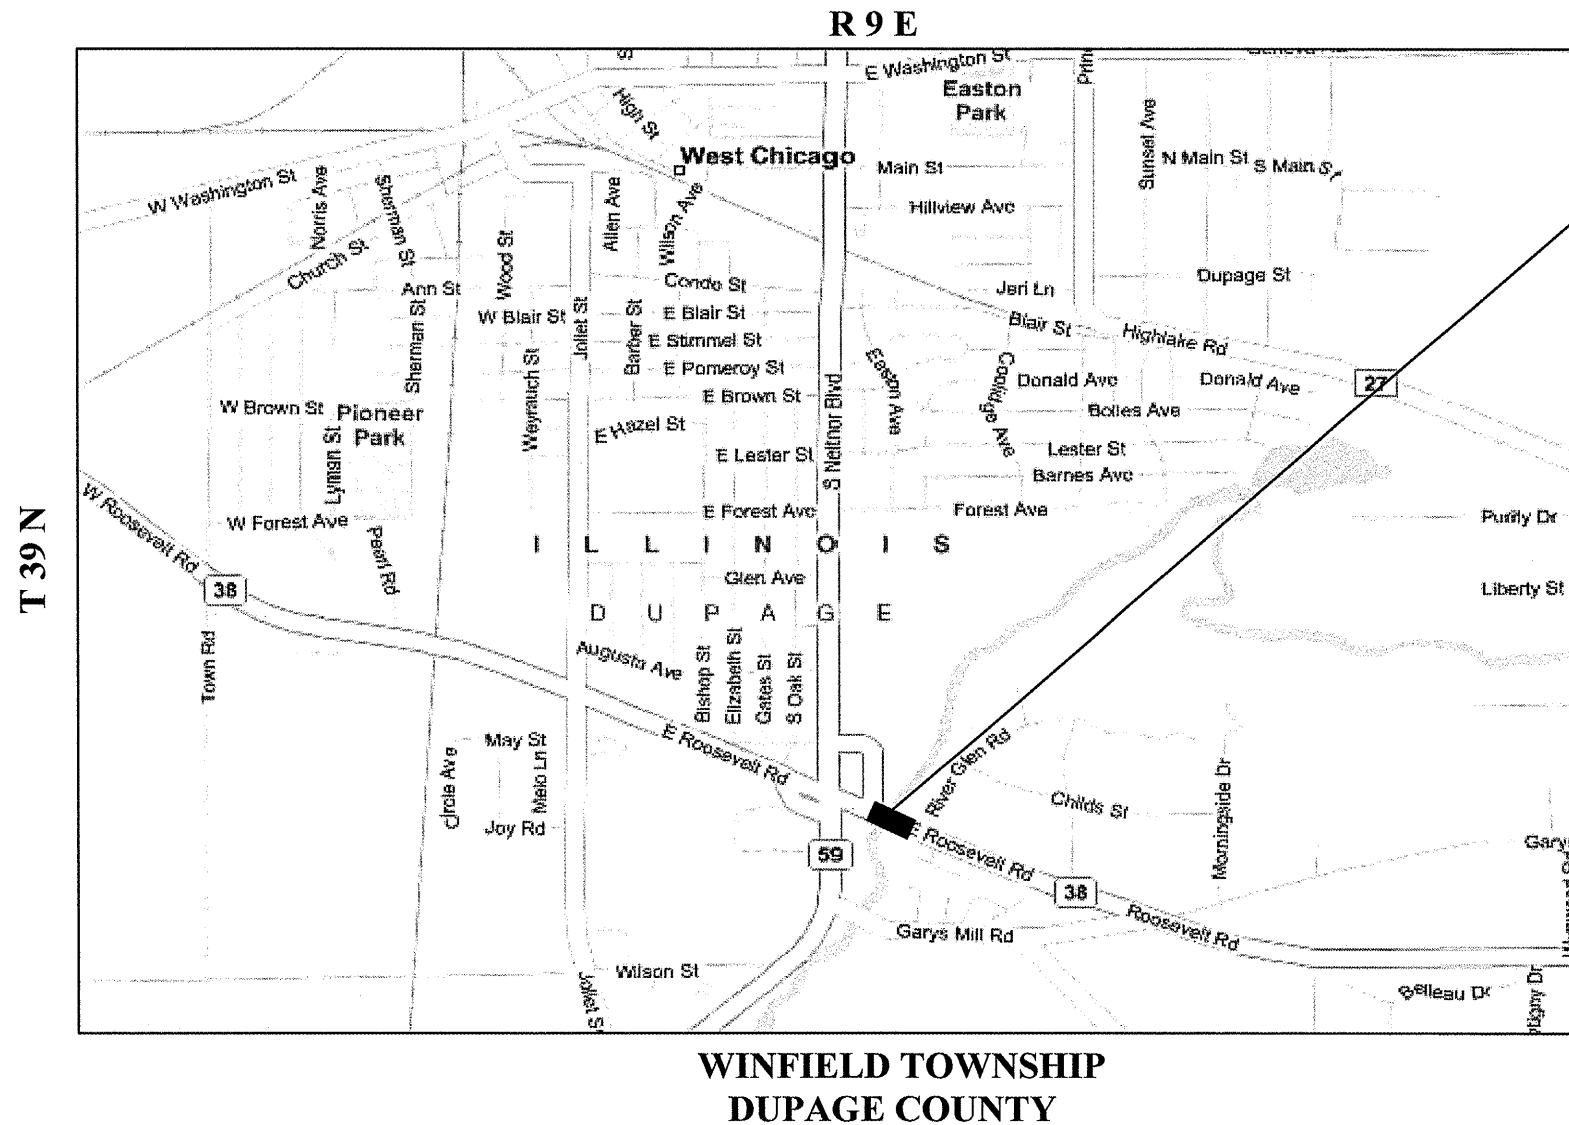 R 9 E
E Washington St
Easton
Park
High St
West Chicago
Main St
Sunset Ave
N Main St
S Main St
W Washington St
Norris Ave
Sherman St
Allen Ave
Wilson Ave
Hillview Ave
Church St
Wood St
Ann St
Condo St
Jeri Ln
Dupage St
W Blair St
Joliet St
Barber St
E Blair St
Blair St
Highlake Rd
Sherman St
E Stimmel St
E Pomeroy St
Easton Ave
Coolidge Ave
Donald Ave
Donald Ave
27
Weyrauch St
E Brown St
S Neltnor Blvd
Bolles Ave
W Brown St
Pioneer
Park
Lyman St
E Hazel St
E Lester St
Lester St
Barnes Ave
W Roosevelt Rd
W Forest Ave
Pearl Rd
E Forest Ave
Forest Ave
Purify Dr
T 39 N
ILLINOIS
38
Glen Ave
Liberty St
DUPAGE
Town Rd
Augusta Ave
Bishop St
Elizabeth St
Gates St
S Oak St
E Roosevelt Rd
May St
Circle Ave
Melo Ln
Joy Rd
River Glen Rd
Childs St
Morningside Dr
59
E Roosevelt Rd
38
Roosevelt Rd
Garys Mill Rd
Wilson St
Joliet St
Belleau Dr
WINFIELD TOWNSHIP
DUPAGE COUNTY